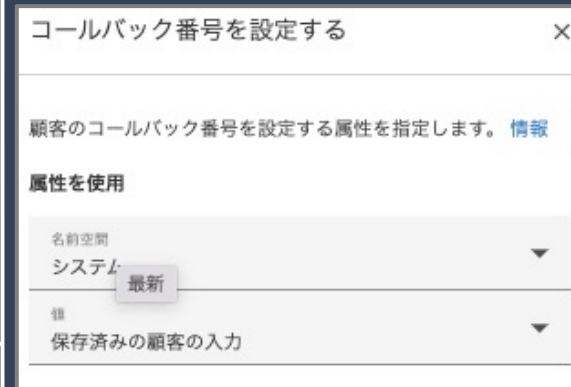 コールバック番号を設定する ×
顧客のコールバック番号を設定する属性を指定します。 情報
属性を使用
名前空間
システム
最新
値
保存済みの顧客の入力